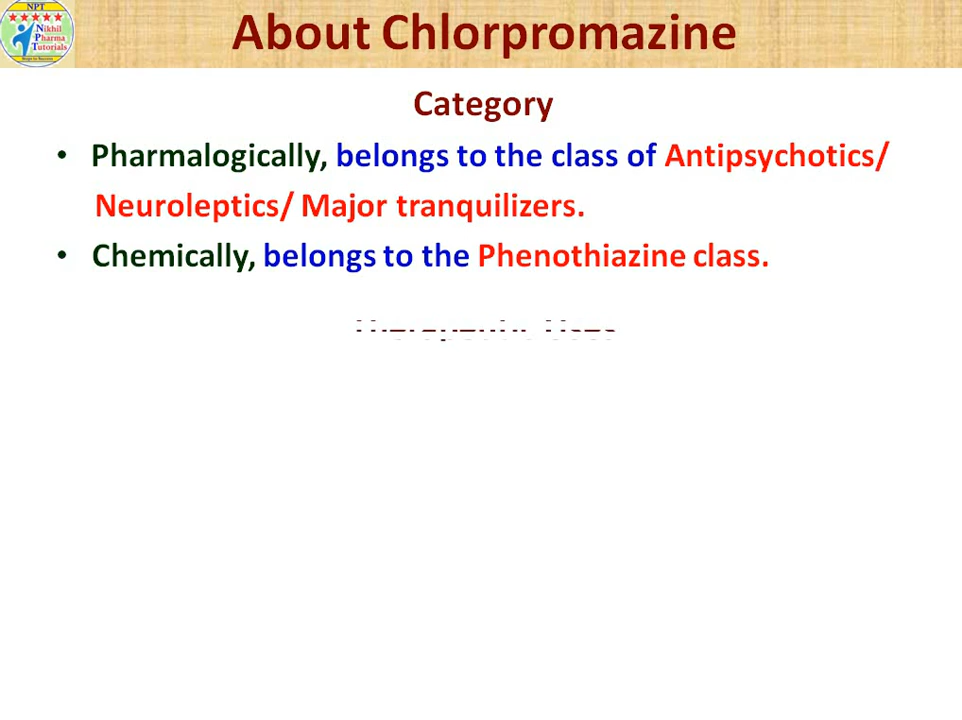 NPT
Nikhil
Pharma
Tutorials
About Chlorpromazine
Category
• Pharmalogically, belongs to the class of Antipsychotics/
Neuroleptics/ Major tranquilizers.
• Chemically, belongs to the Phenothiazine class.